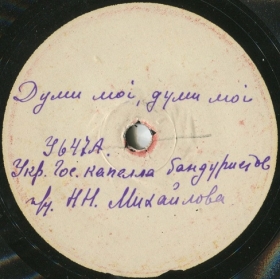 Думи мої, думи мої
У647А
Укр. Гос. капелла бандуристов
п/у. Н.Н. Михайлова